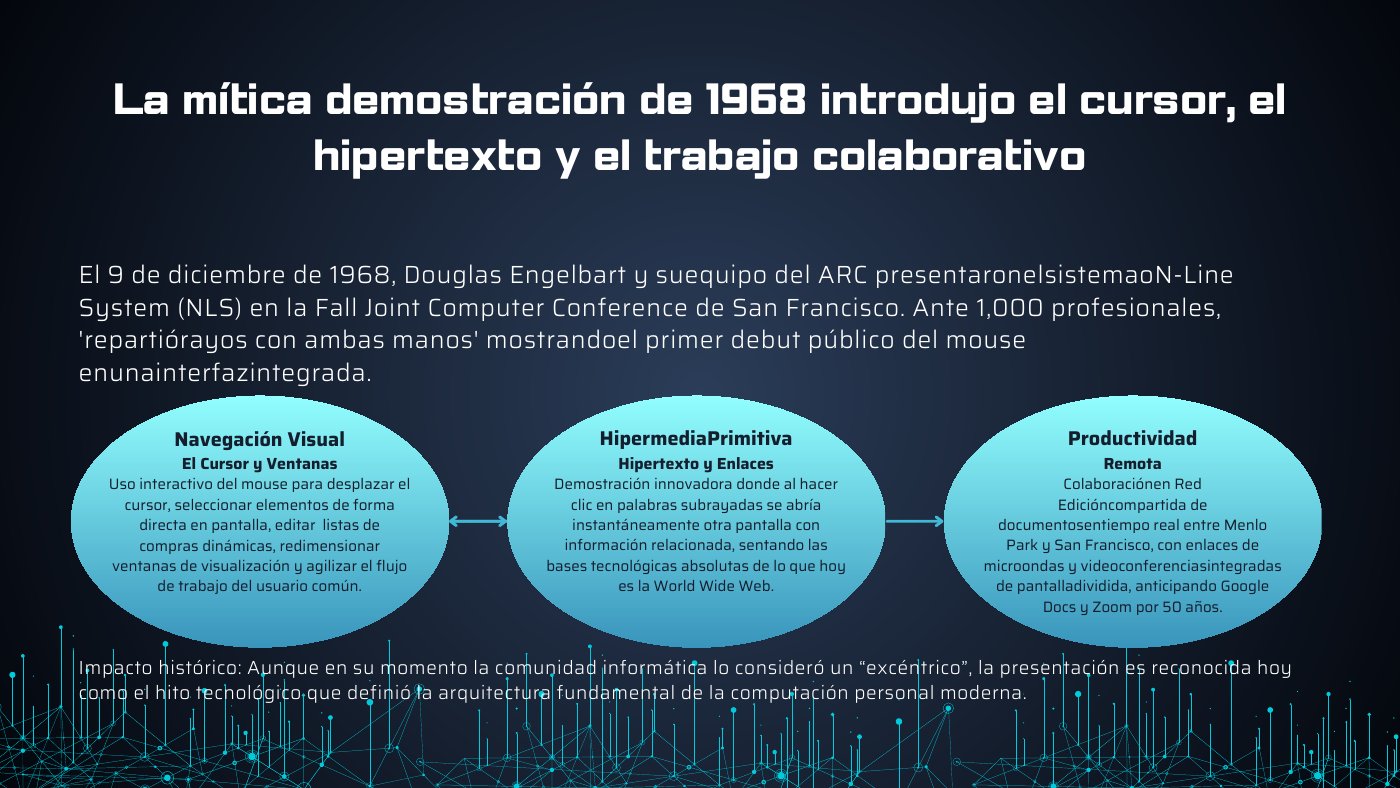 La mítica demostración de 1968 introdujo el cursor, el
hipertexto y el trabajo colaborativo
El 9 de diciembre de 1968, Douglas Engelbart y suequipo del ARC presentaronelsistemaoN-Line
System (NLS) en la Fall Joint Computer Conference de San Francisco. Ante 1,000 profesionales,
'repartiórayos con ambas manos' mostrandoel primer debut público del mouse
enunainterfazintegrada.
Navegación Visual
El Cursor y Ventanas
Uso interactivo del mouse para desplazar el
cursor, seleccionar elementos de forma
directa en pantalla, editar  listas de
compras dinámicas, redimensionar
ventanas de visualización y agilizar el flujo
de trabajo del usuario común.
HipermediaPrimitiva
Hipertexto y Enlaces
Demostración innovadora donde al hacer
clic en palabras subrayadas se abría
instantáneamente otra pantalla con
información relacionada, sentando las
bases tecnológicas absolutas de lo que hoy
es la World Wide Web.
Productividad
Remota
Colaboraciónen Red
Edicióncompartida de
documentosentiempo real entre Menlo
Park y San Francisco, con enlaces de
microondas y videoconferenciasintegradas
de pantalladividida, anticipando Google
Docs y Zoom por 50 años.
Impacto histórico: Aunque en su momento la comunidad informática lo consideró un “excéntrico”, la presentación es reconocida hoy
como el hito tecnológico que definió la arquitectura fundamental de la computación personal moderna.